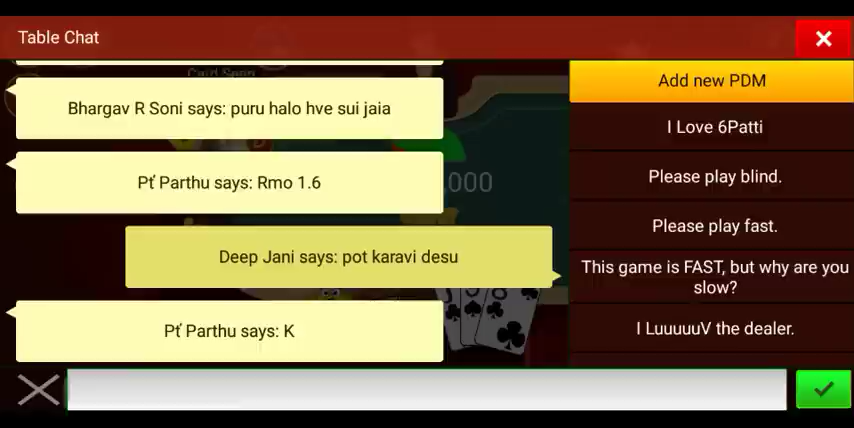 Table Chat
Bhargav R Soni says: puru halo hve sui jaia
Pť Parthu says: Rmo 1.6
,000
Deep Jani says: pot karavi desu
Pť Parthu says: K
Add new PDM
I Love 6Patti
Please play blind.
Please play fast.
This game is FAST, but why are you
slow?
I LuuuuuV the dealer.